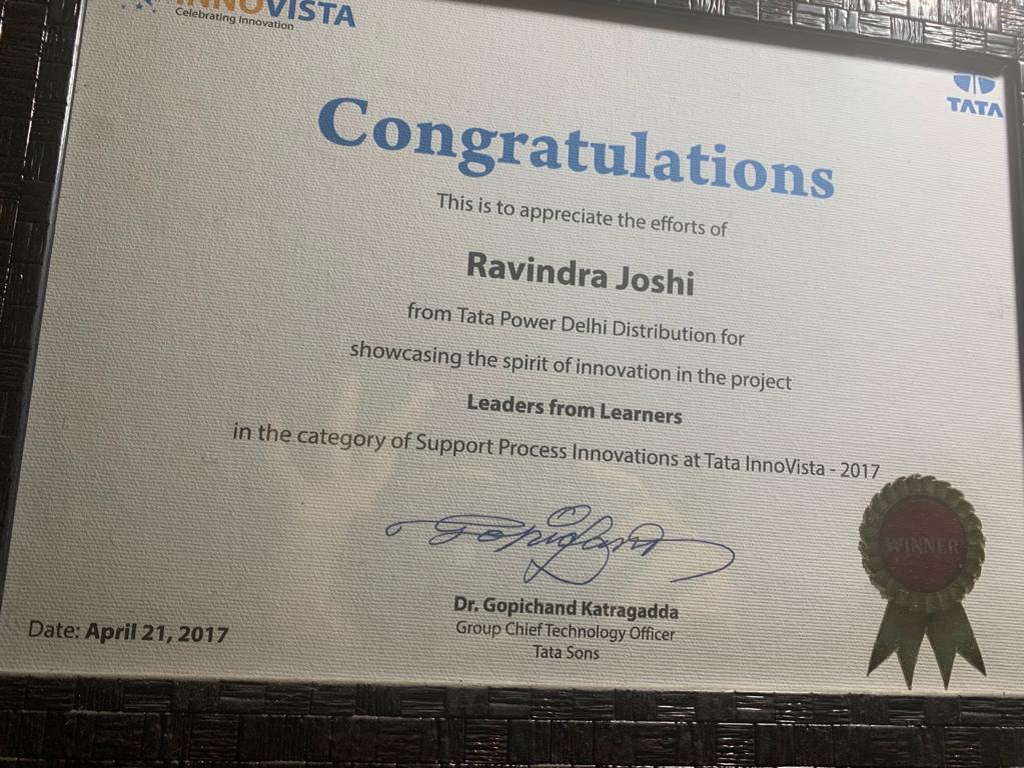 INNOVISTA
Celebrating Innovation
TATA
Congratulations
This is to appreciate the efforts of
Ravindra Joshi
from Tata Power Delhi Distribution for
showcasing the spirit of innovation in the project
Leaders from Learners
in the category of Support Process Innovations at Tata InnoVista - 2017
WINNER
Dr. Gopichand Katragadda
Group Chief Technology Officer
Tata Sons
Date: April 21, 2017